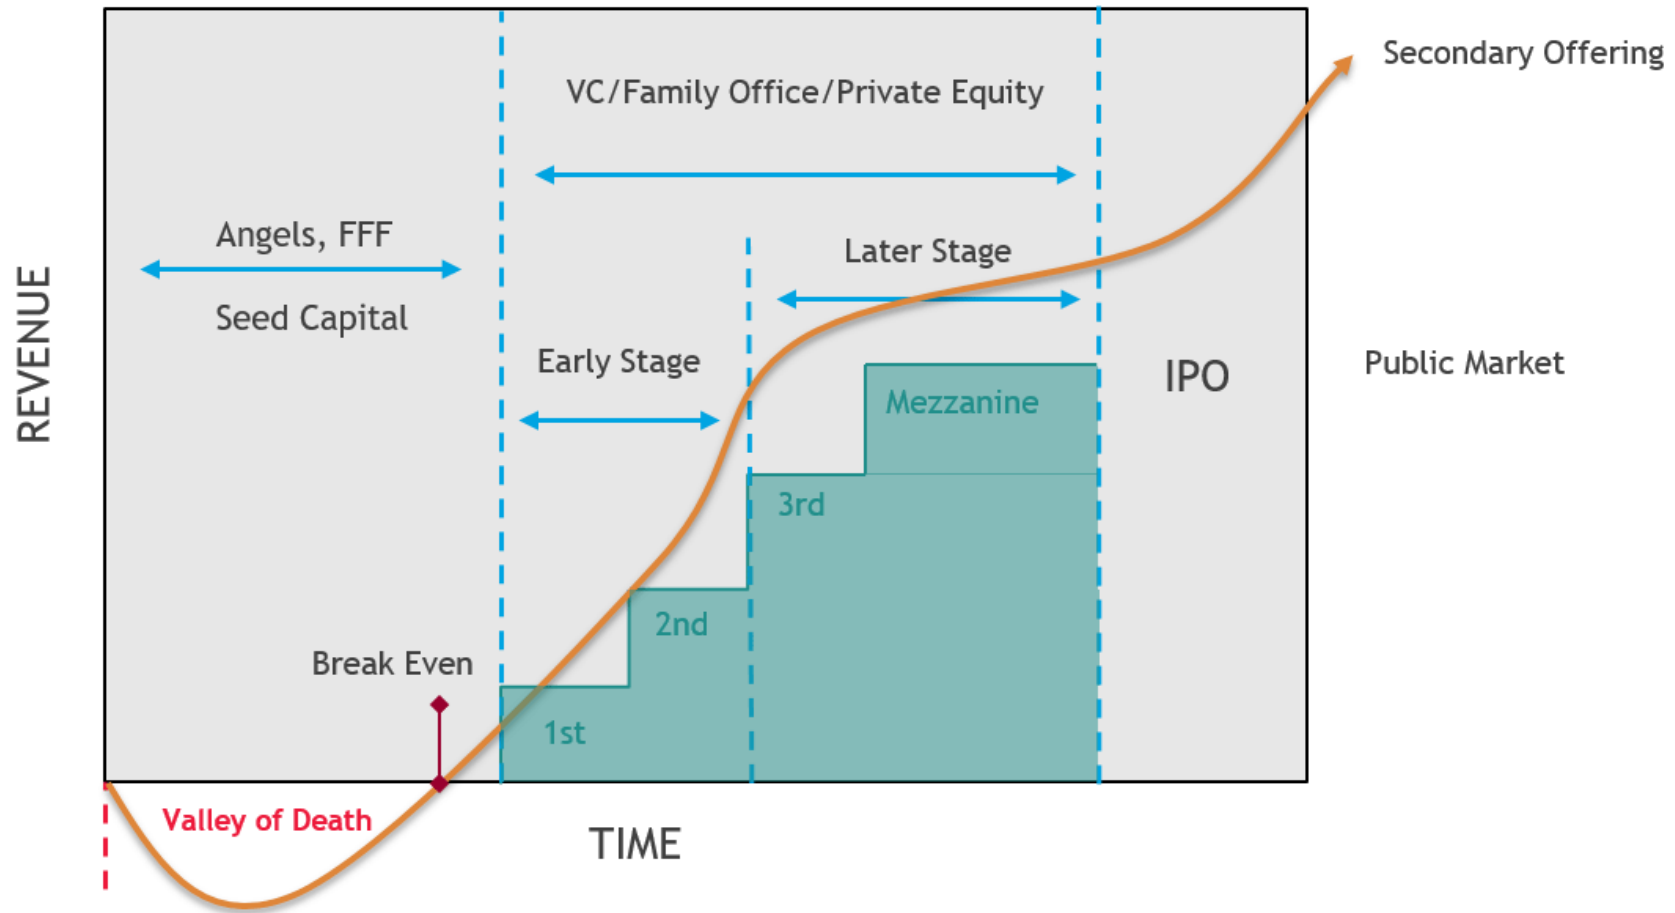 Secondary Offering
VC/Family Office/Private Equity
Angels, FFF
Seed Capital
Later Stage
Early Stage
REVENUE
IPO
Public Market
Mezzanine
3rd
2nd
1st
Break Even
Valley of Death
TIME